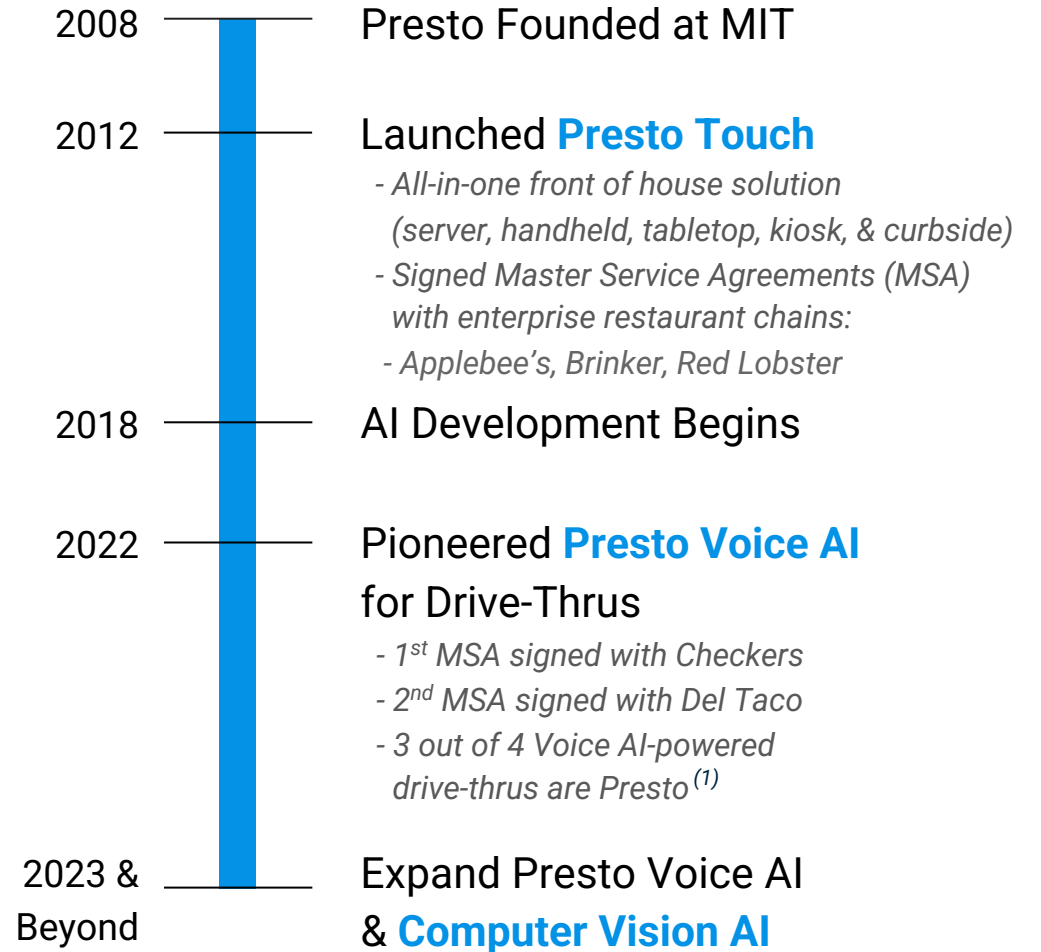 2008 Presto Founded at MIT
2012 Launched Presto Touch
- All-in-one front of house solution
(server, handheld, tabletop, kiosk, & curbside)
- Signed Master Service Agreements (MSA)
with enterprise restaurant chains:
- Applebee’s, Brinker, Red Lobster
2018 AI Development Begins
2022 Pioneered Presto Voice AI
for Drive-Thrus
- 1st MSA signed with Checkers
- 2nd MSA signed with Del Taco
- 3 out of 4 Voice AI-powered
drive-thrus are Presto (1)
2023 & Expand Presto Voice AI
Beyond & Computer Vision AI